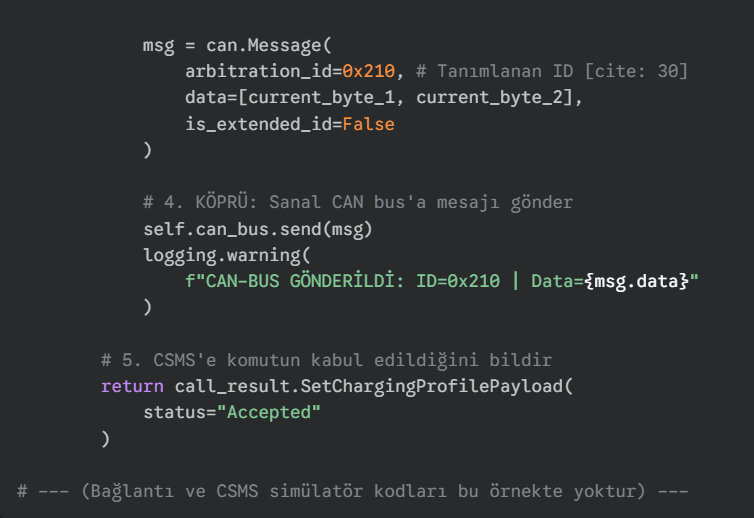 msg = can.Message(
arbitration_id=0x210, # Tanımlanan ID [cite: 30]
data=[current_byte_1, current_byte_2],
is_extended_id=False
)
# 4. KÖPRÜ: Sanal CAN bus'a mesajı gönder
self.can_bus.send(msg)
logging.warning(
f"CAN-BUS GÖNDERİLDİ: ID=0x210 | Data={msg.data}"
)
# 5. CSMS'e komutun kabul edildiğini bildir
return call_result.SetChargingProfilePayload(
status="Accepted"
)
# --- (Bağlantı ve CSMS simülatör kodları bu örnekte yoktur) ---